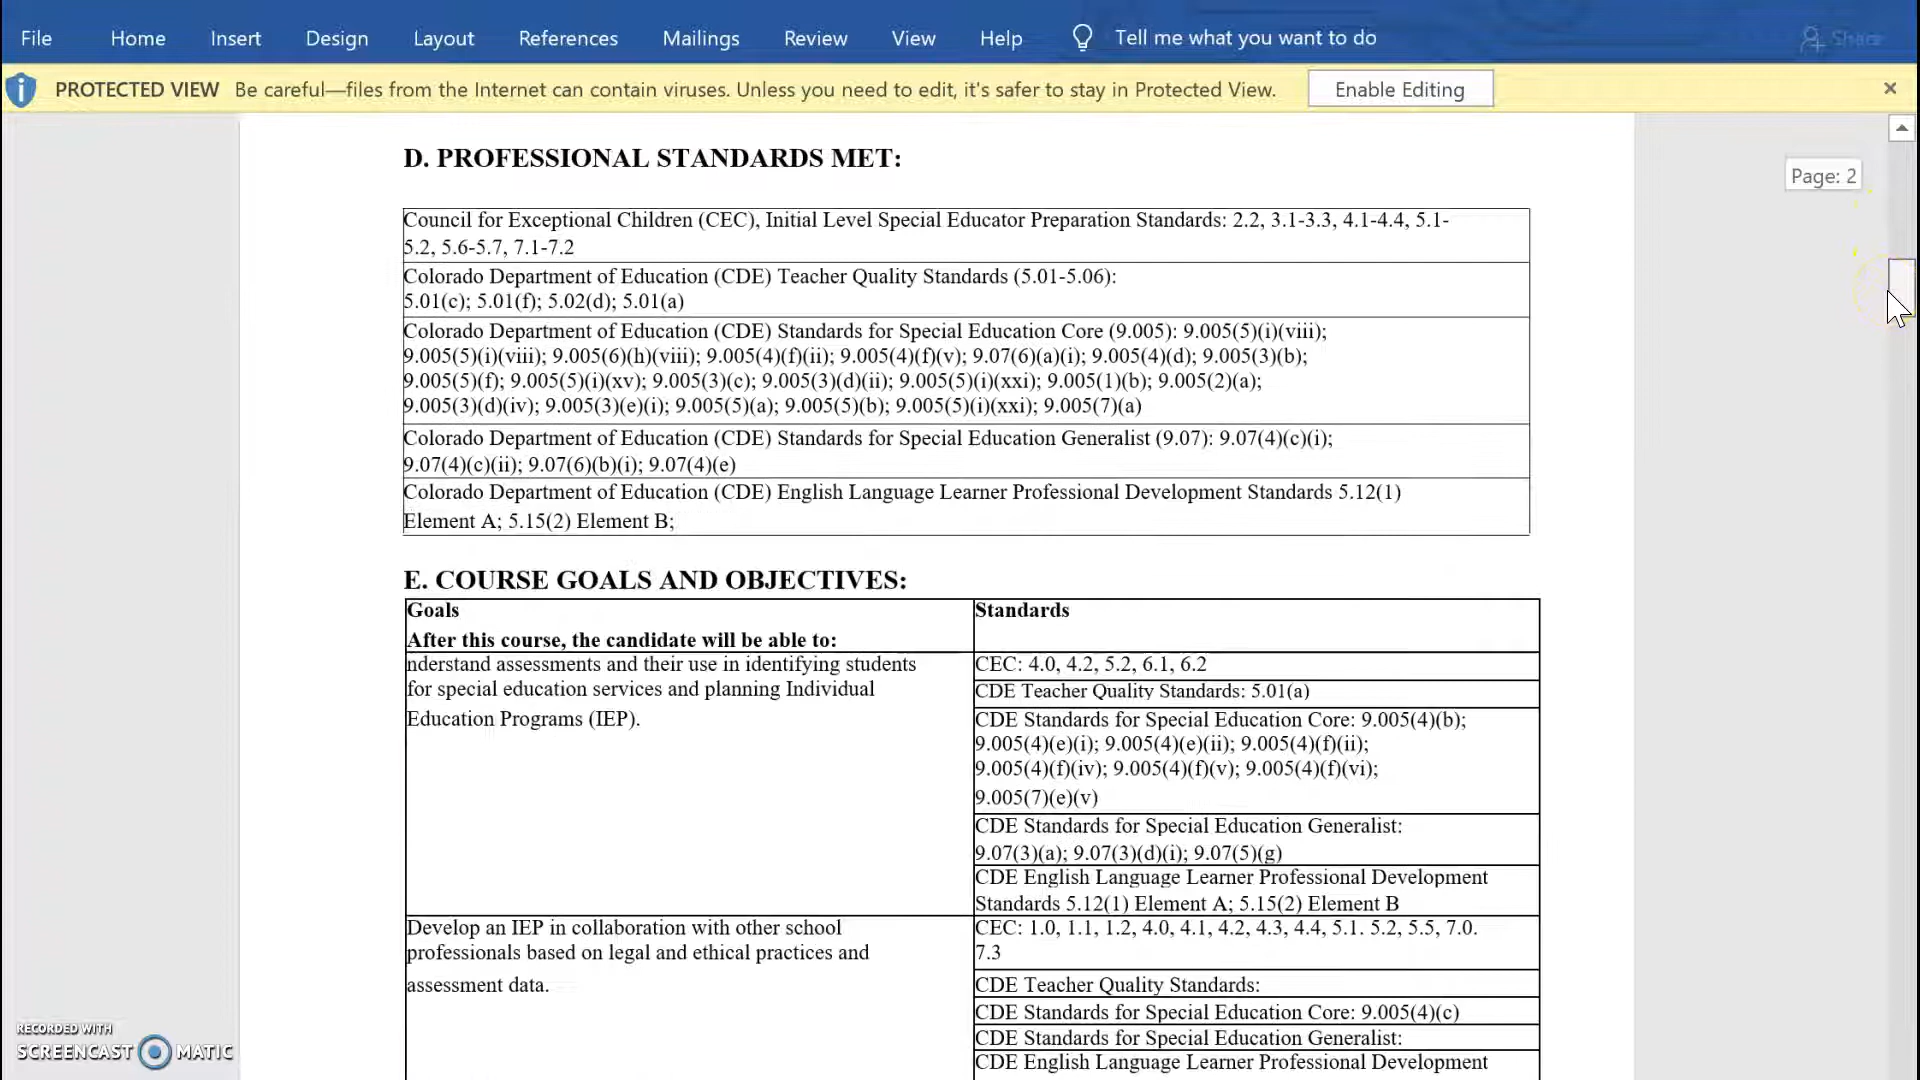 File Home Insert Design Layout References Mailings Review View Help Tell me what you want to do Share
PROTECTED VIEW Be careful—files from the Internet can contain viruses. Unless you need to edit, it's safer to stay in Protected View. Enable Editing
Page: 2
D. PROFESSIONAL STANDARDS MET:
Council for Exceptional Children (CEC), Initial Level Special Educator Preparation Standards: 2.2, 3.1-3.3, 4.1-4.4, 5.1-
5.2, 5.6-5.7, 7.1-7.2
Colorado Department of Education (CDE) Teacher Quality Standards (5.01-5.06):
5.01(c); 5.01(f); 5.02(d); 5.01(a)
Colorado Department of Education (CDE) Standards for Special Education Core (9.005): 9.005(5)(i)(viii);
9.005(5)(i)(viii); 9.005(6)(h)(viii); 9.005(4)(f)(ii); 9.005(4)(f)(v); 9.07(6)(a)(i); 9.005(4)(d); 9.005(3)(b);
9.005(5)(f); 9.005(5)(i)(xv); 9.005(3)(c); 9.005(3)(d)(ii); 9.005(5)(i)(xxi); 9.005(1)(b); 9.005(2)(a);
9.005(3)(d)(iv); 9.005(3)(e)(i); 9.005(5)(a); 9.005(5)(b); 9.005(5)(i)(xxi); 9.005(7)(a)
Colorado Department of Education (CDE) Standards for Special Education Generalist (9.07): 9.07(4)(c)(i);
9.07(4)(c)(ii); 9.07(6)(b)(i); 9.07(4)(e)
Colorado Department of Education (CDE) English Language Learner Professional Development Standards 5.12(1)
Element A; 5.15(2) Element B;
E. COURSE GOALS AND OBJECTIVES:
Goals
After this course, the candidate will be able to:
Standards
nderstand assessments and their use in identifying students
for special education services and planning Individual
Education Programs (IEP).
CEC: 4.0, 4.2, 5.2, 6.1, 6.2
CDE Teacher Quality Standards: 5.01(a)
CDE Standards for Special Education Core: 9.005(4)(b);
9.005(4)(e)(i); 9.005(4)(e)(ii); 9.005(4)(f)(ii);
9.005(4)(f)(iv); 9.005(4)(f)(v); 9.005(4)(f)(vi);
9.005(7)(e)(v)
CDE Standards for Special Education Generalist:
9.07(3)(a); 9.07(3)(d)(i); 9.07(5)(g)
CDE English Language Learner Professional Development
Standards 5.12(1) Element A; 5.15(2) Element B
Develop an IEP in collaboration with other school
professionals based on legal and ethical practices and
assessment data.
CEC: 1.0, 1.1, 1.2, 4.0, 4.1, 4.2, 4.3, 4.4, 5.1. 5.2, 5.5, 7.0.
7.3
CDE Teacher Quality Standards:
CDE Standards for Special Education Core: 9.005(4)(c)
CDE Standards for Special Education Generalist:
CDE English Language Learner Professional Development
RECORDED WITH
SCREENCAST MATIC